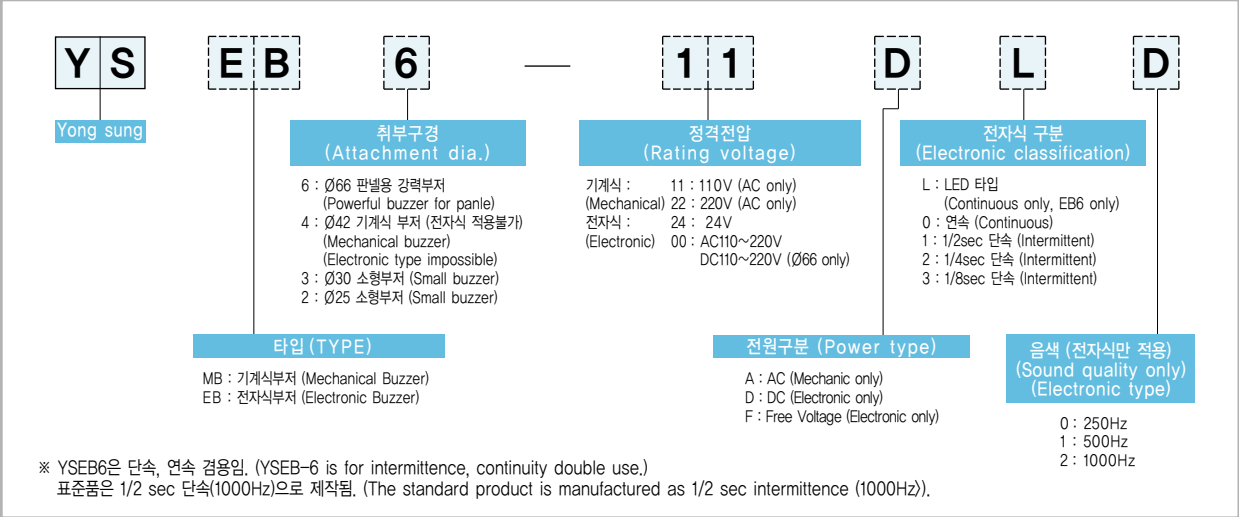 YS EB 6 — 11 D L D
Yong sung
취부구경
(Attachment dia.)
6 : Ø66 판넬용 강력부저
(Powerful buzzer for panle)
4 : Ø42 기계식 부저 (전자식 적용불가)
(Mechanical buzzer)
(Electronic type impossible)
3 : Ø30 소형부저 (Small buzzer)
2 : Ø25 소형부저 (Small buzzer)
정격전압
(Rating voltage)
기계식 : 11 : 110V (AC only)
(Mechanical) 22 : 220V (AC only)
전자식 : 24 : 24V
(Electronic) 00 : AC110~220V
DC110~220V (Ø66 only)
전자식 구분
(Electronic classification)
L : LED 타입
(Continuous only, EB6 only)
0 : 연속 (Continuous)
1 : 1/2sec 단속 (Intermittent)
2 : 1/4sec 단속 (Intermittent)
3 : 1/8sec 단속 (Intermittent)
타입 (TYPE)
MB : 기계식부저 (Mechanical Buzzer)
EB : 전자식부저 (Electronic Buzzer)
전원구분 (Power type)
A : AC (Mechanic only)
D : DC (Electronic only)
F : Free Voltage (Electronic only)
음색 (전자식만 적용)
(Sound quality only)
(Electronic type)
0 : 250Hz
1 : 500Hz
2 : 1000Hz
※ YSEB6은 단속, 연속 겸용임. (YSEB-6 is for intermittence, continuity double use.)
표준품은 1/2 sec 단속(1000Hz)으로 제작됨. (The standard product is manufactured as 1/2 sec intermittence (1000Hz)).